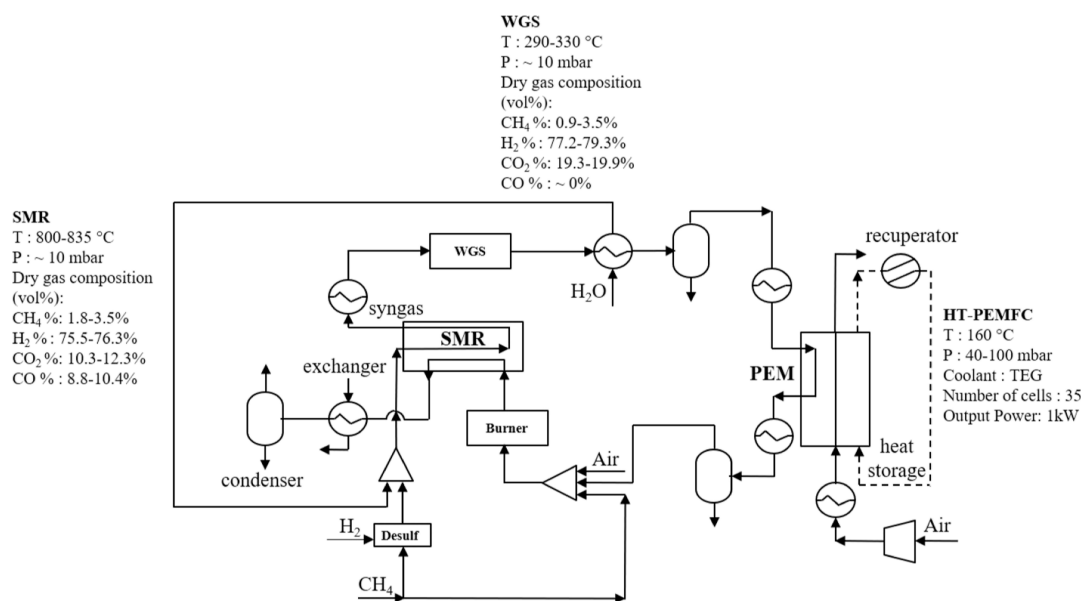 WGS
T : 290-330 °C
P : ~ 10 mbar
Dry gas composition
(vol%):
CH₄ %: 0.9-3.5%
H₂ % : 77.2-79.3%
CO₂ %: 19.3-19.9%
CO % : ~ 0%
SMR
T : 800-835 °C
P : ~ 10 mbar
Dry gas composition
(vol%):
CH₄ %: 1.8-3.5%
H₂ % : 75.5-76.3%
CO₂ %: 10.3-12.3%
CO % : 8.8-10.4%
WGS
H₂O
syngas
SMR
exchanger
condenser
Burner
Air
H₂
Desulf
CH₄
recuperator
PEM
heat
storage
Air
HT-PEMFC
T : 160 °C
P : 40-100 mbar
Coolant : TEG
Number of cells : 35
Output Power: 1kW